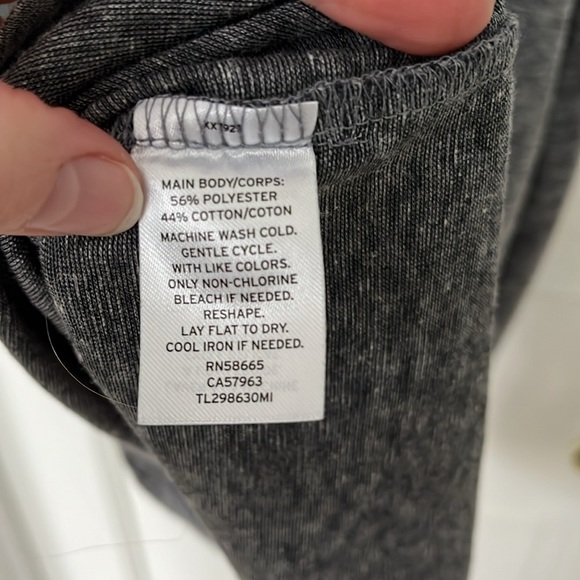 MAIN BODY/CORPS:
56% POLYESTER
44% COTTON/COTON
MACHINE WASH COLD.
GENTLE CYCLE.
WITH LIKE COLORS.
ONLY NON-CHLORINE
BLEACH IF NEEDED.
RESHAPE.
LAY FLAT TO DRY.
COOL IRON IF NEEDED.
RN58665
CA57963
TL298630MI